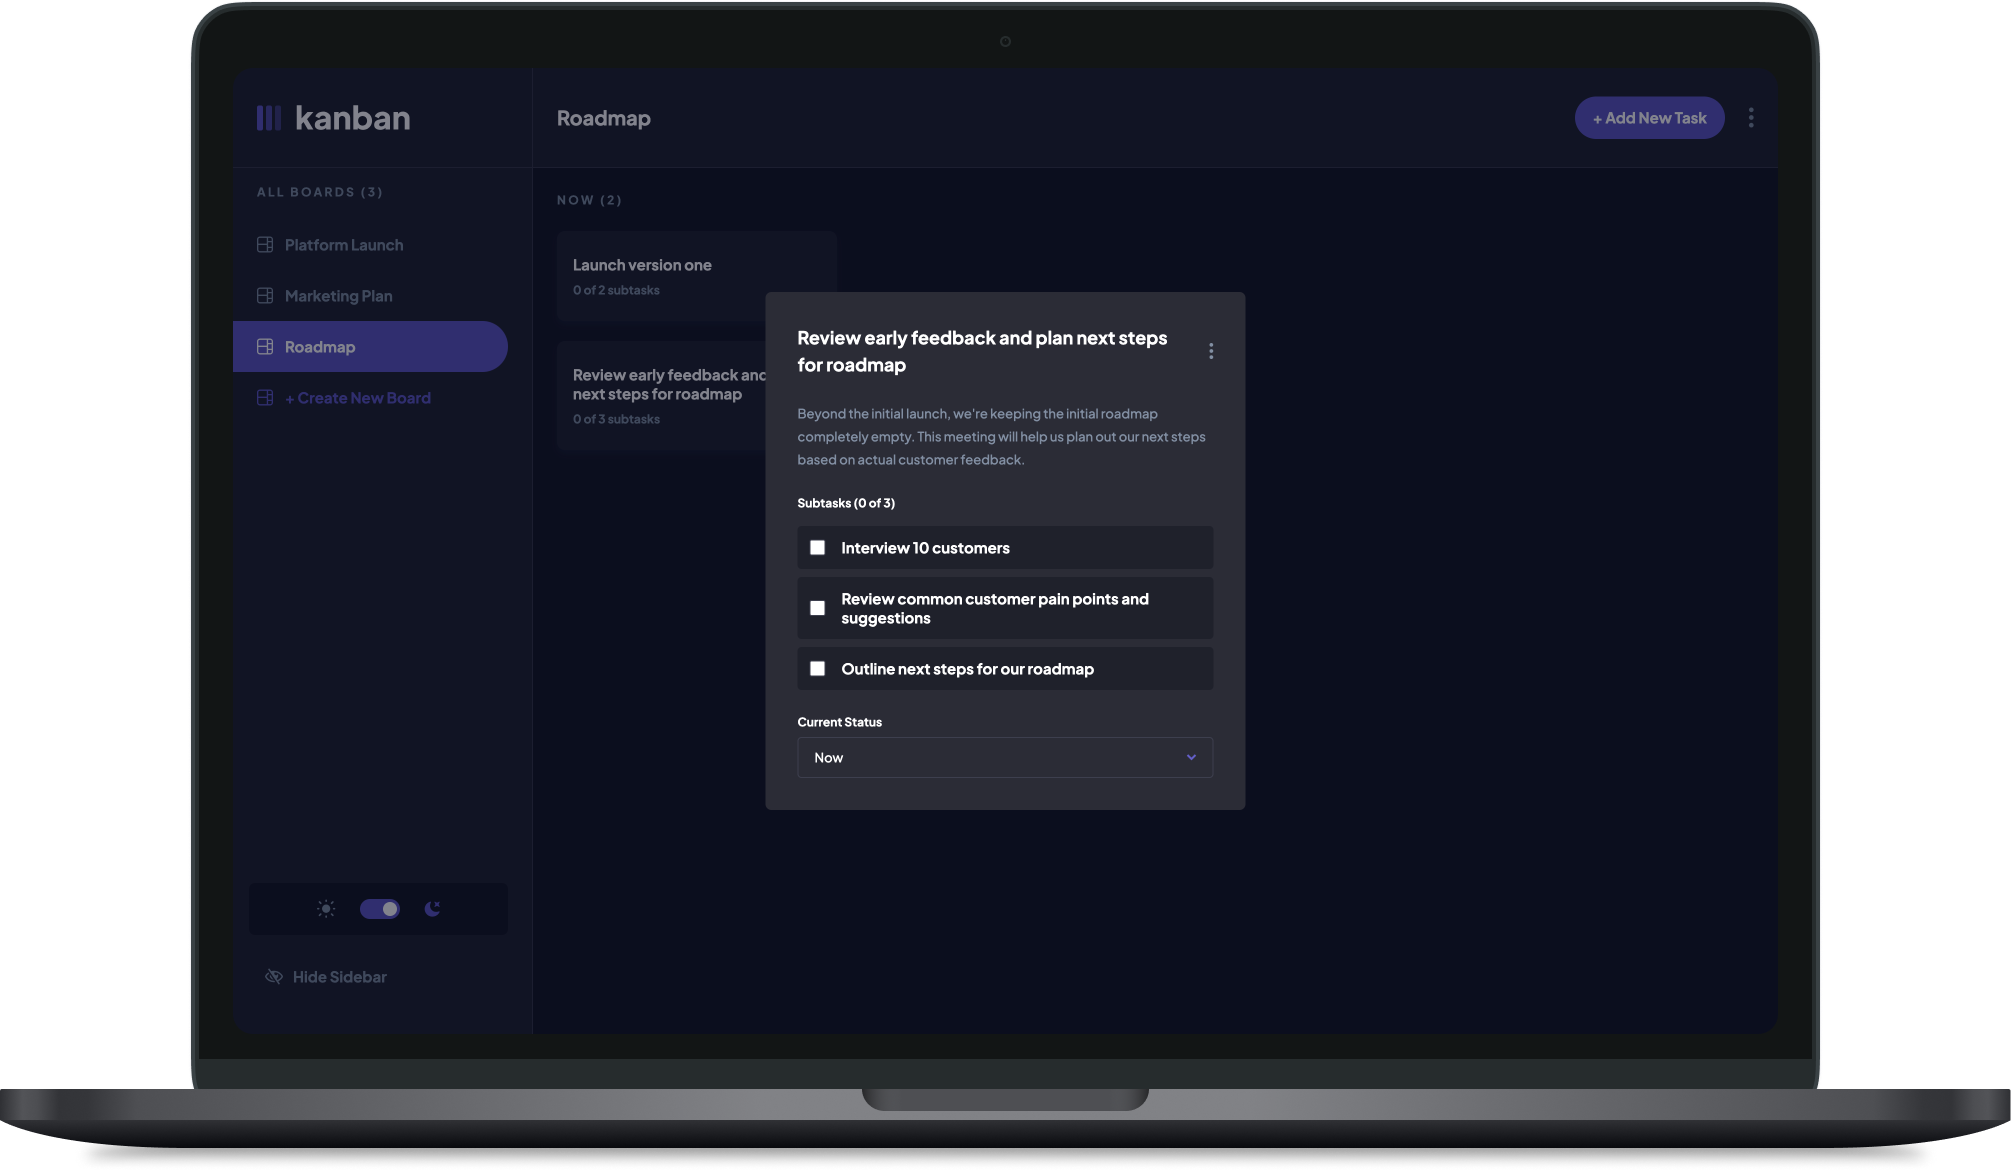 kanban
Roadmap
+ Add New Task
ALL BOARDS (3)
Platform Launch
Marketing Plan
Roadmap
+ Create New Board
Hide Sidebar
NOW (2)
Launch version one
0 of 2 subtasks
Review early feedback and
next steps for roadmap
0 of 3 subtasks
Review early feedback and plan next steps
for roadmap
Beyond the initial launch, we're keeping the initial roadmap
completely empty. This meeting will help us plan out our next steps
based on actual customer feedback.
Subtasks (0 of 3)
Interview 10 customers
Review common customer pain points and
suggestions
Outline next steps for our roadmap
Current Status
Now